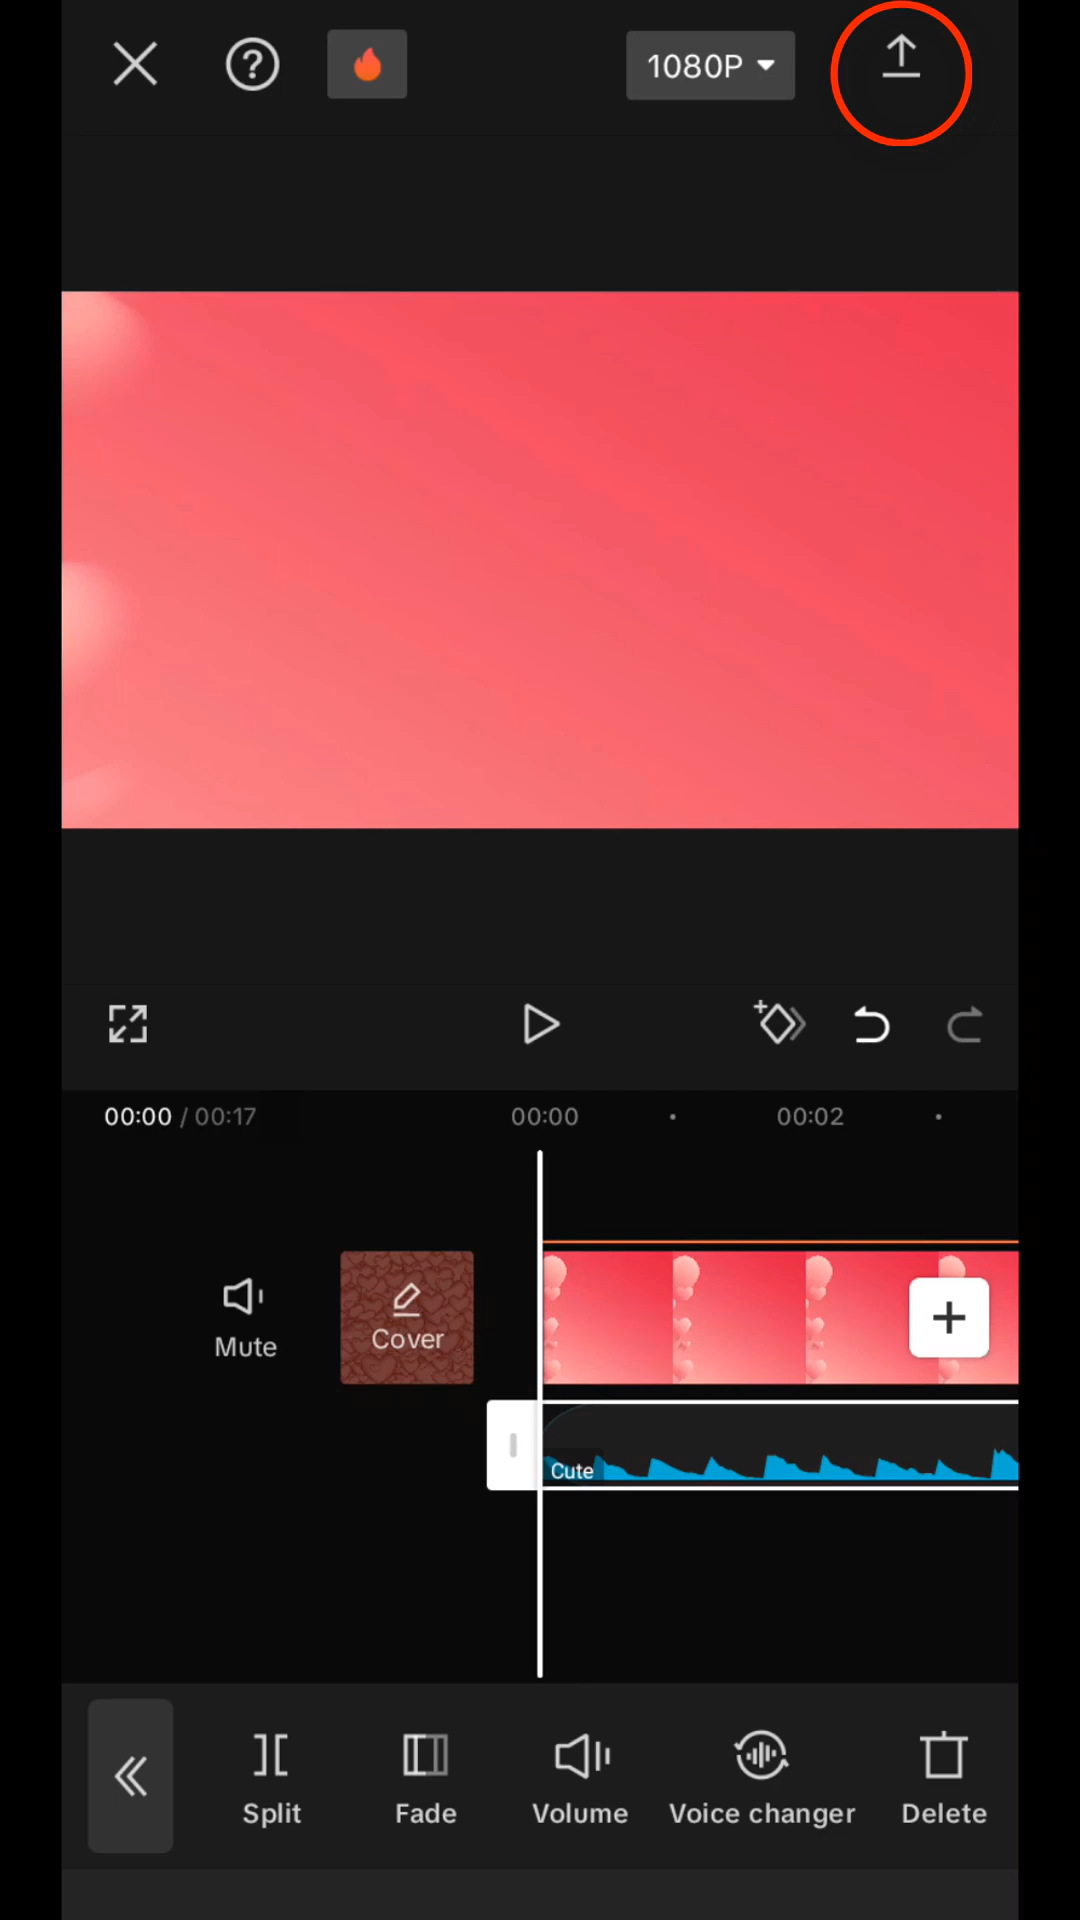 1080P
00:00 / 00:17
00:00
00:02
Mute
Cover
Cute
Split
Fade
Volume
Voice changer
Delete